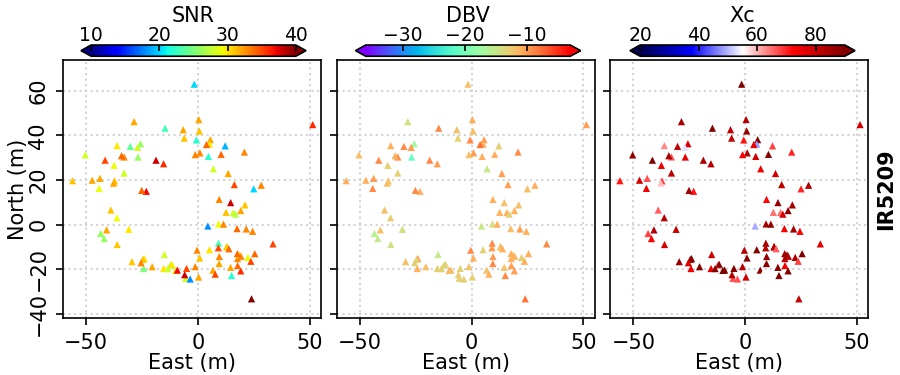 SNR DBV Xc
10 20 30 40 −30 −20 −10 20 40 60 80
60
40
20
0
−20
−40
North (m)
−50 0 50 −50 0 50 −50 0 50
East (m) East (m) East (m)
IR5209